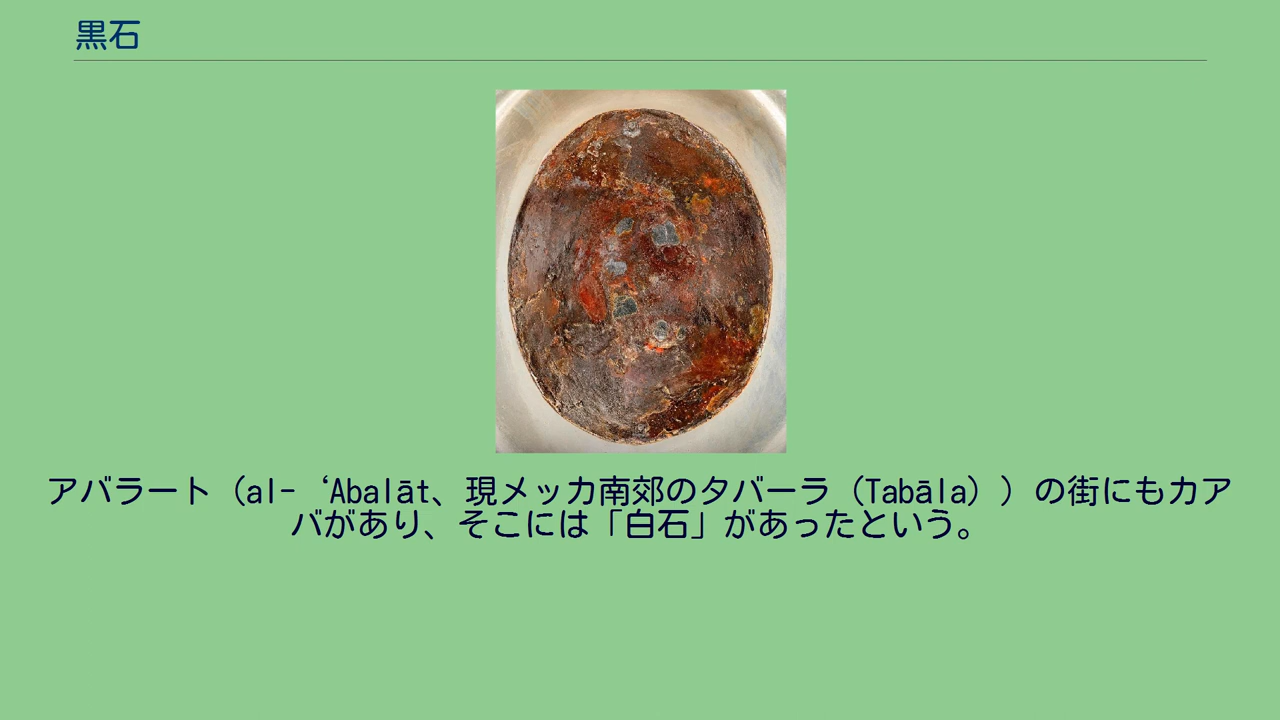 黒石
アバラート（al-‘Abalāt、現メッカ南郊のタバーラ（Tabāla））の街にもカア
バがあり、そこには「白石」があったという。